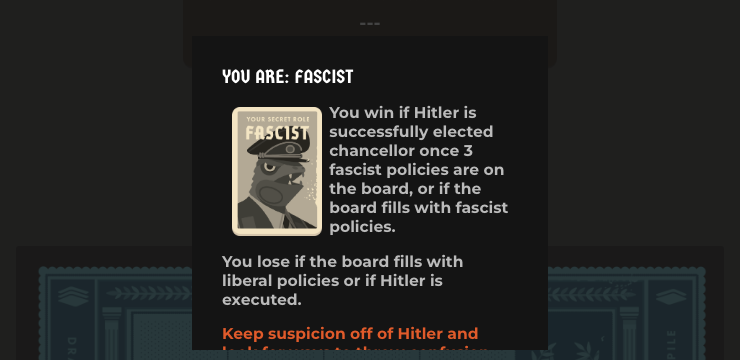 ---
YOU ARE: FASCIST
YOUR SECRET ROLE
FASCIST
You win if Hitler is
successfully elected
chancellor once 3
fascist policies are on
the board, or if the
board fills with fascist
policies.
You lose if the board fills with
liberal policies or if Hitler is
executed.
Keep suspicion off of Hitler and